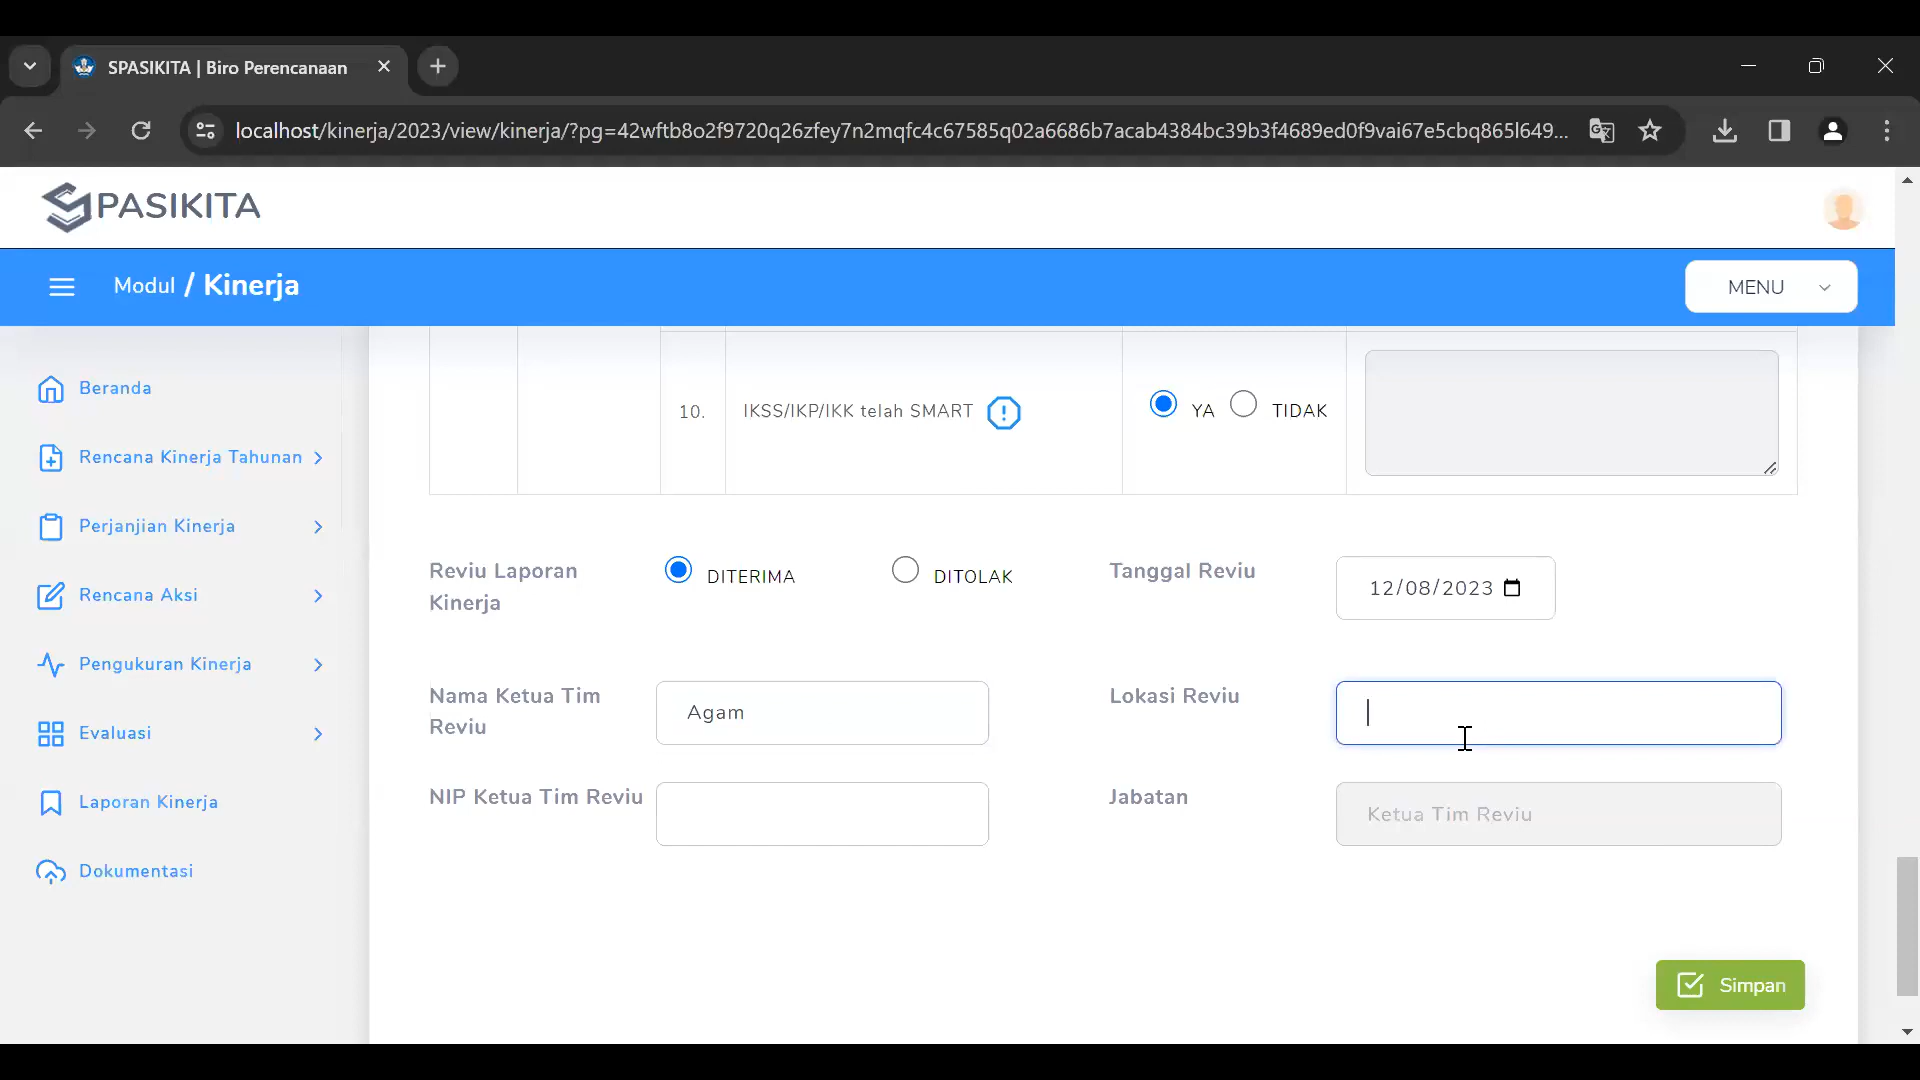 SPASIKITA | Biro Perencanaan
localhost/kinerja/2023/view/kinerja/?pg=42wftb8o2f9720q26zfey7n2mqfc4c67585q02a6686b7acab4384bc39b3f4689ed0f9vai67e5cbq865l649...
SPASIKITA
Modul / Kinerja
MENU
Beranda
Rencana Kinerja Tahunan
Perjanjian Kinerja
Rencana Aksi
Pengukuran Kinerja
Evaluasi
Laporan Kinerja
Dokumentasi
10. IKSS/IKP/IKK telah SMART YA TIDAK
Reviu Laporan
Kinerja
DITERIMA DITOLAK
Tanggal Reviu 12/08/2023
Nama Ketua Tim
Reviu
Agam
Lokasi Reviu
NIP Ketua Tim Reviu
Jabatan Ketua Tim Reviu
Simpan